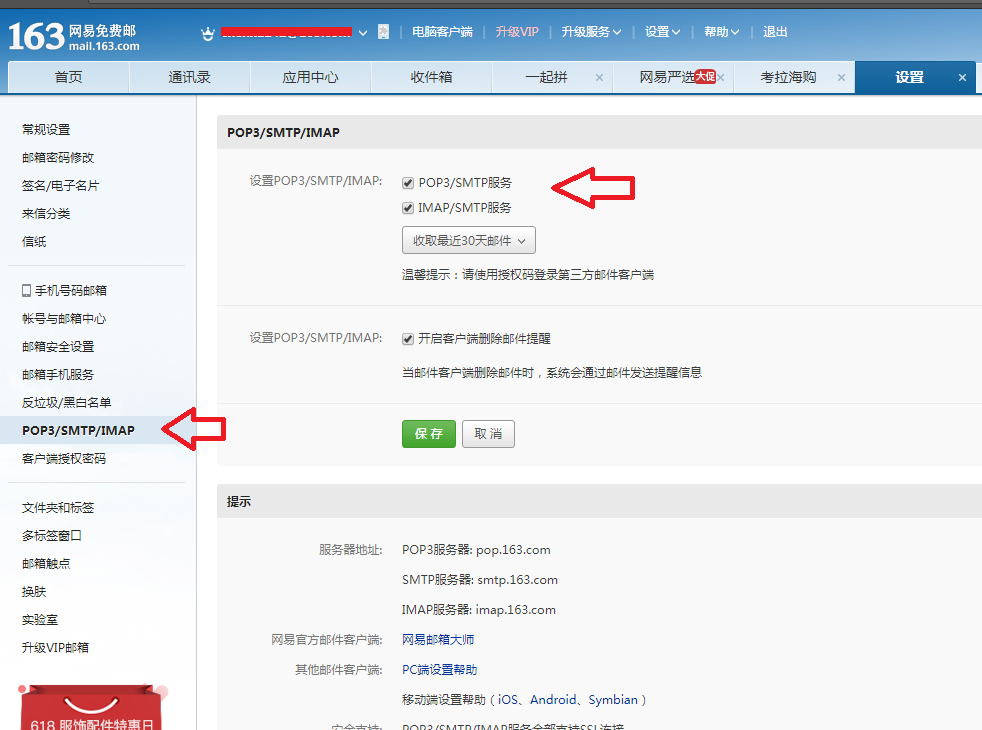 163 网易免费邮
mail.163.com
电脑客户端 升级VIP 升级服务 设置 帮助 退出
首页 通讯录 应用中心 收件箱 一起拼 × 网易严选 大促 × 考拉海购 × 设置 ×
常规设置
邮箱密码修改
签名/电子名片
来信分类
信纸
手机号码邮箱
帐号与邮箱中心
邮箱安全设置
邮箱手机服务
反垃圾/黑白名单
POP3/SMTP/IMAP
客户端授权密码
文件夹和标签
多标签窗口
邮箱触点
换肤
实验室
升级VIP邮箱
618 服饰配件特惠日
POP3/SMTP/IMAP
设置POP3/SMTP/IMAP: POP3/SMTP服务
IMAP/SMTP服务
收取最近30天邮件
温馨提示：请使用授权码登录第三方邮件客户端
设置POP3/SMTP/IMAP: 开启客户端删除邮件提醒
当邮件客户端删除邮件时，系统会通过邮件发送提醒信息
保存 取消
提示
服务器地址: POP3服务器: pop.163.com
SMTP服务器: smtp.163.com
IMAP服务器: imap.163.com
网易官方邮件客户端: 网易邮箱大师
其他邮件客户端: PC端设置帮助
移动端设置帮助（iOS、Android、Symbian）
安全支持: POP3/SMTP/IMAP服务全部支持SSL连接